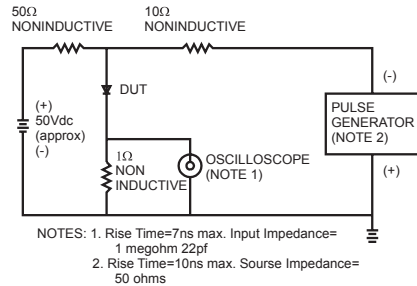 50Ω
NONINDUCTIVE
10Ω
NONINDUCTIVE
DUT
(+)
50Vdc
(approx)
(-)
1Ω
NON
INDUCTIVE
OSCILLOSCOPE
(NOTE 1)
(-)
PULSE
GENERATOR
(NOTE 2)
(+)
NOTES: 1. Rise Time=7ns max. Input Impedance=
1 megohm 22pf
2. Rise Time=10ns max. Sourse Impedance=
50 ohms